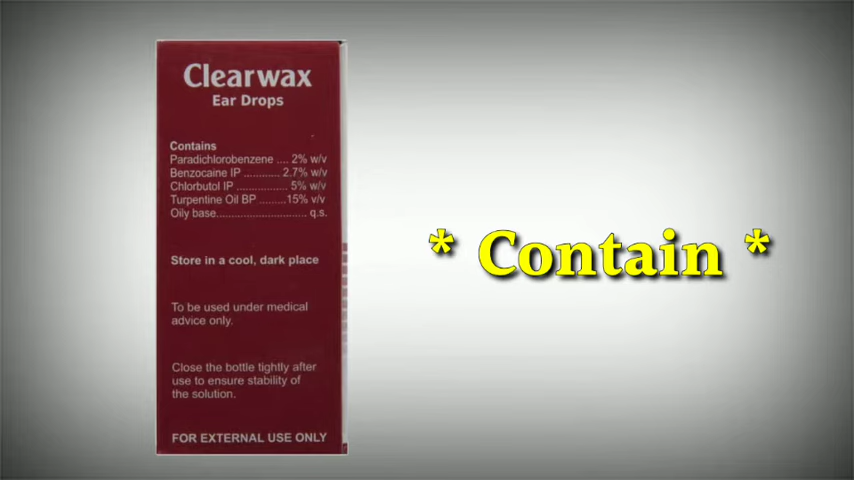 Clearwax
Ear Drops
Contains
Paradichlorobenzene .... 2% w/v
Benzocaine IP ............ 2.7% w/v
Chlorbutol IP ................ 5% w/v
Turpentine Oil BP .........15% v/v
Oily base............................ q.s.
Store in a cool, dark place
To be used under medical
advice only.
Close the bottle tightly after
use to ensure stability of
the solution.
FOR EXTERNAL USE ONLY
* Contain *